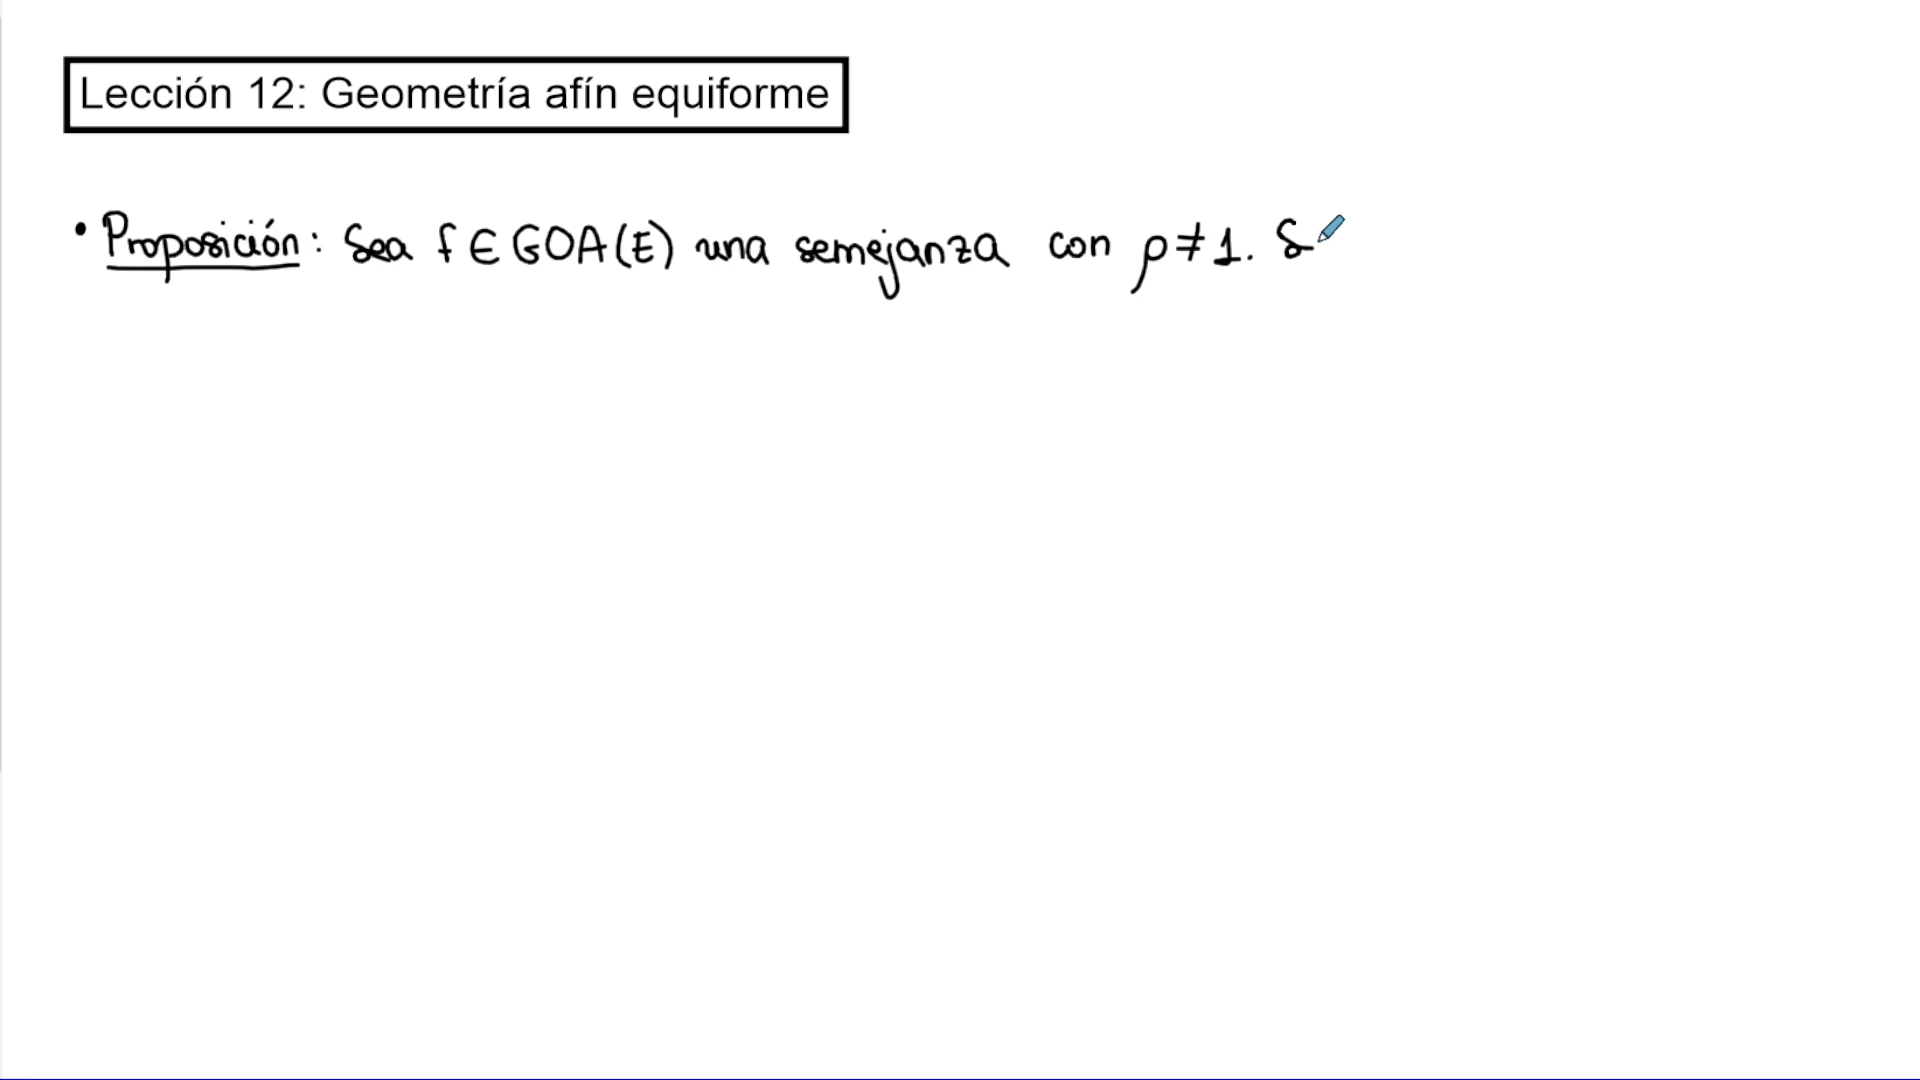 Lección 12: Geometría afín equiforme
• Proposición: Sea f ∈ GOA(E) una semejanza con ρ ≠ 1. S